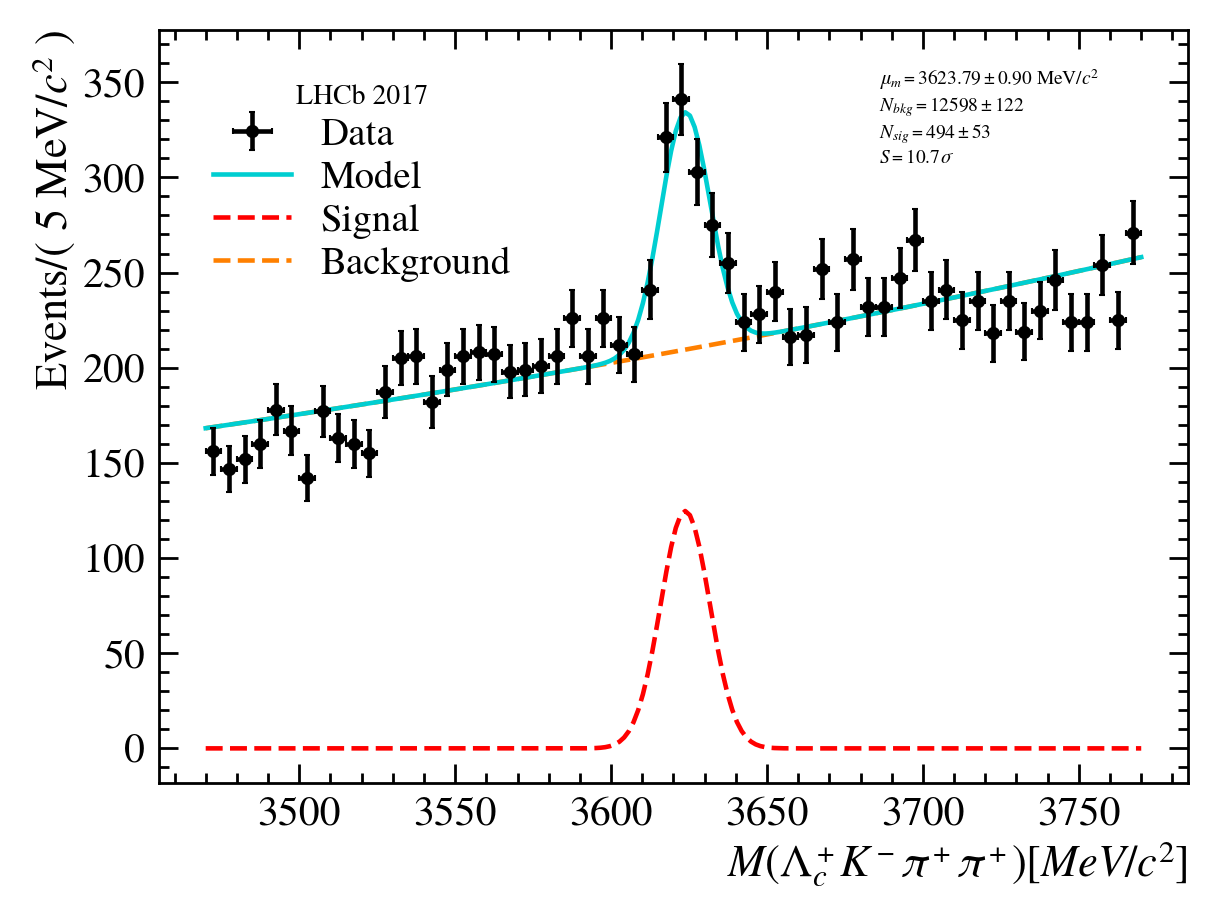 Events/( 5 MeV/c² )
350
300
250
200
150
100
50
0
LHCb 2017
Data
Model
Signal
Background
μ_m = 3623.79 ± 0.90 MeV/c²
N_bkg = 12598 ± 122
N_sig = 494 ± 53
S = 10.7σ
3500 3550 3600 3650 3700 3750
M(Λ_c^+ K^- π^+ π^+)[MeV/c²]